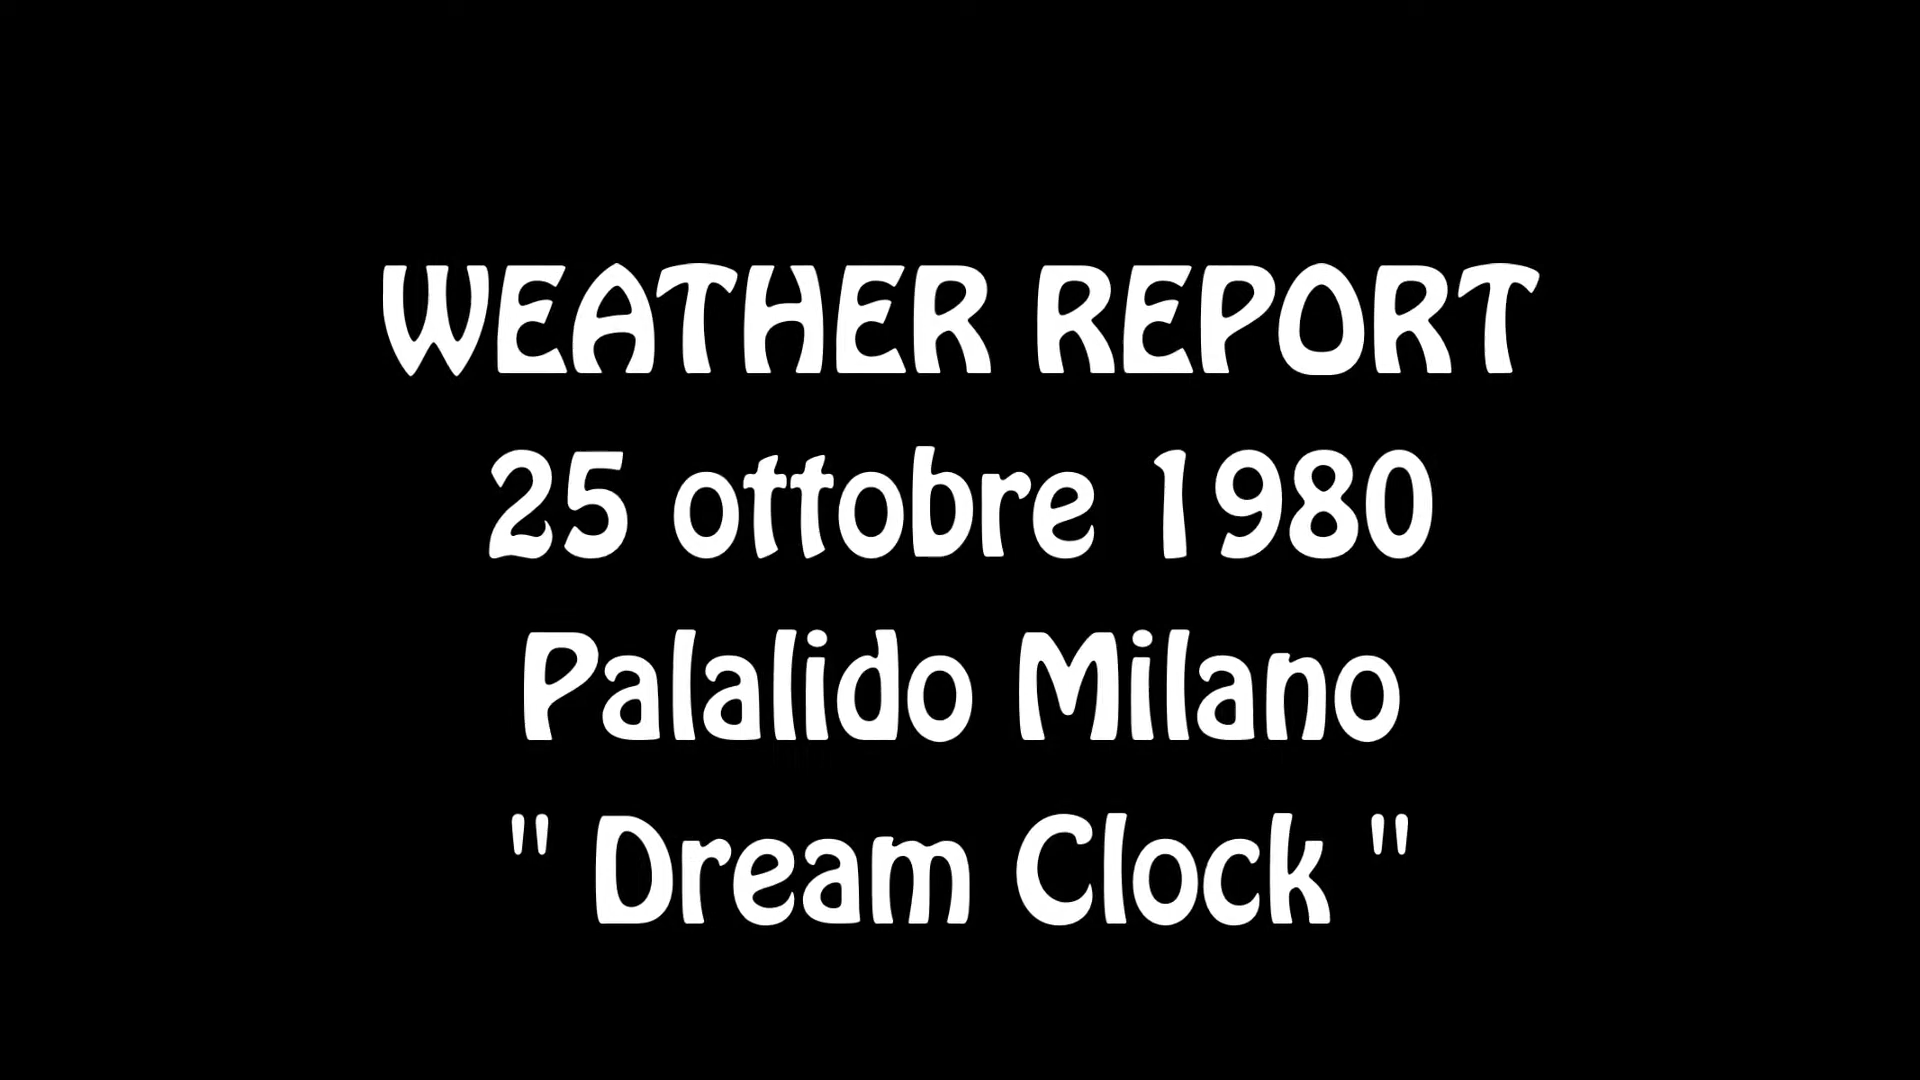 WEATHER REPORT
25 ottobre 1980
Palalido Milano
" Dream Clock "